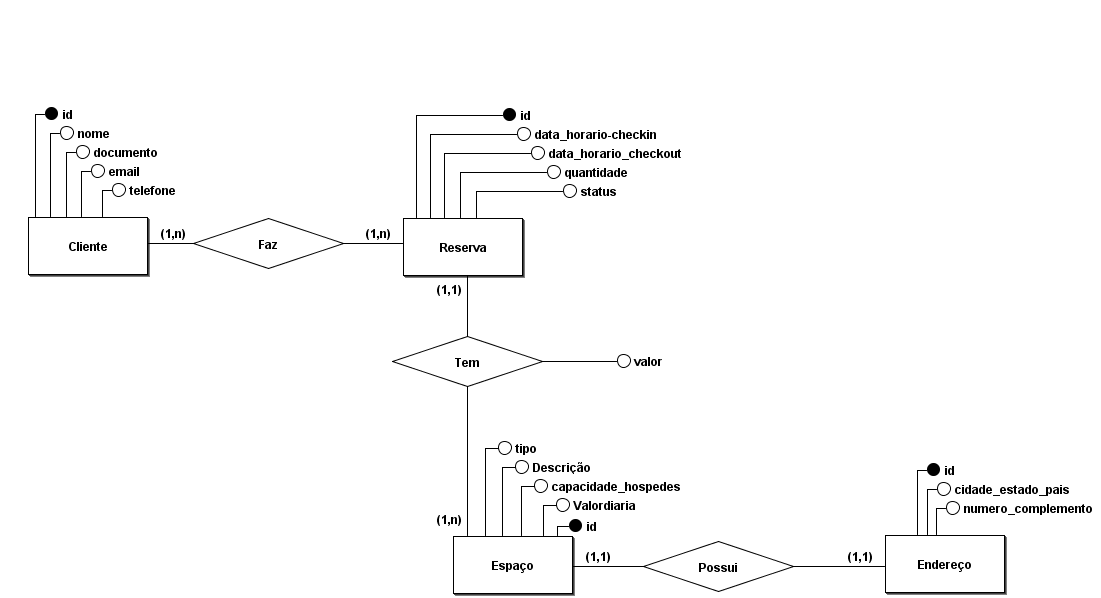 id
nome
documento
email
telefone
Cliente
(1,n)
Faz
(1,n)
id
data_horario-checkin
data_horario_checkout
quantidade
status
Reserva
(1,1)
Tem
valor
(1,n)
tipo
Descrição
capacidade_hospedes
Valordiaria
id
Espaço
(1,1)
Possui
(1,1)
id
cidade_estado_pais
numero_complemento
Endereço